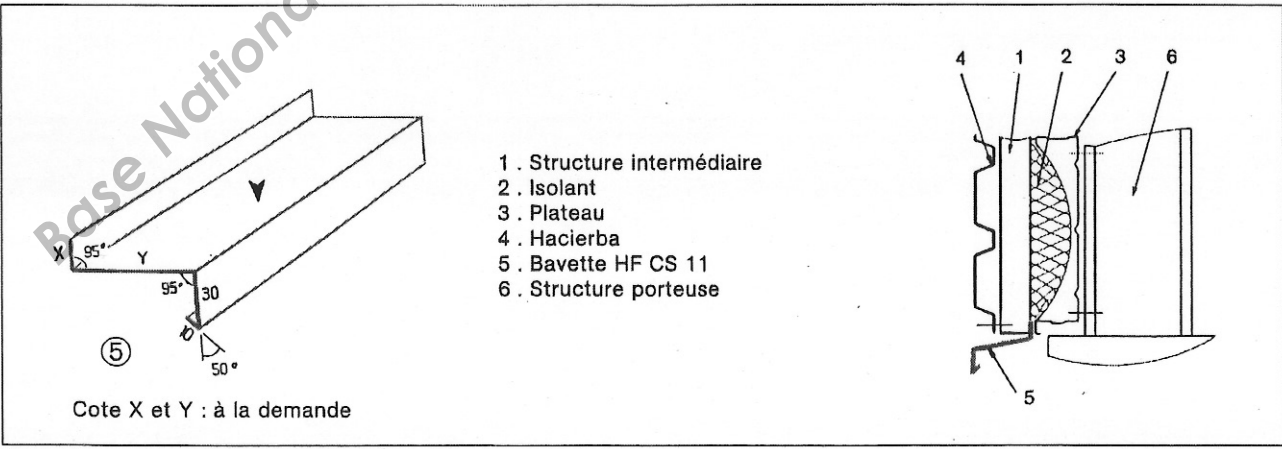 Base Nation
X
95°
Y
95°
30
10
50°
⑤
Cote X et Y : à la demande
1 . Structure intermédiaire
2 . Isolant
3 . Plateau
4 . Hacierba
5 . Bavette HF CS 11
6 . Structure porteuse
4 1 2 3 6
5